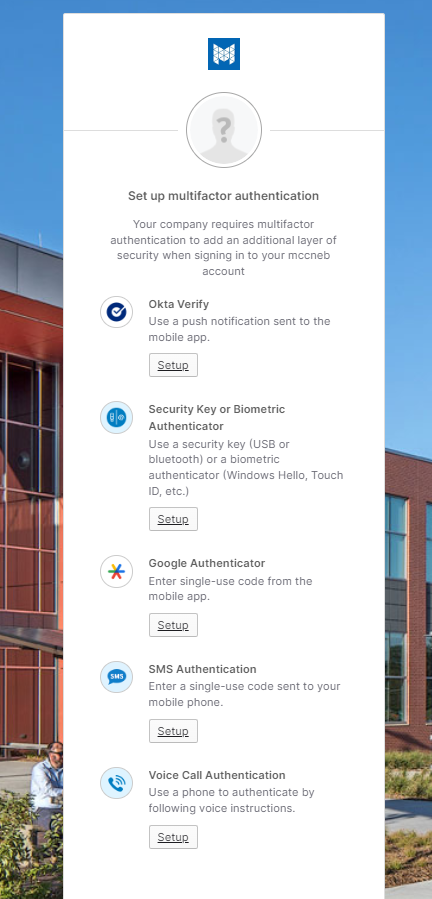 Set up multifactor authentication
Your company requires multifactor
authentication to add an additional layer of
security when signing in to your mccneb
account
Okta Verify
Use a push notification sent to the
mobile app.
Setup
Security Key or Biometric
Authenticator
Use a security key (USB or
bluetooth) or a biometric
authenticator (Windows Hello, Touch
ID, etc.)
Setup
Google Authenticator
Enter single-use code from the
mobile app.
Setup
SMS
SMS Authentication
Enter a single-use code sent to your
mobile phone.
Setup
Voice Call Authentication
Use a phone to authenticate by
following voice instructions.
Setup